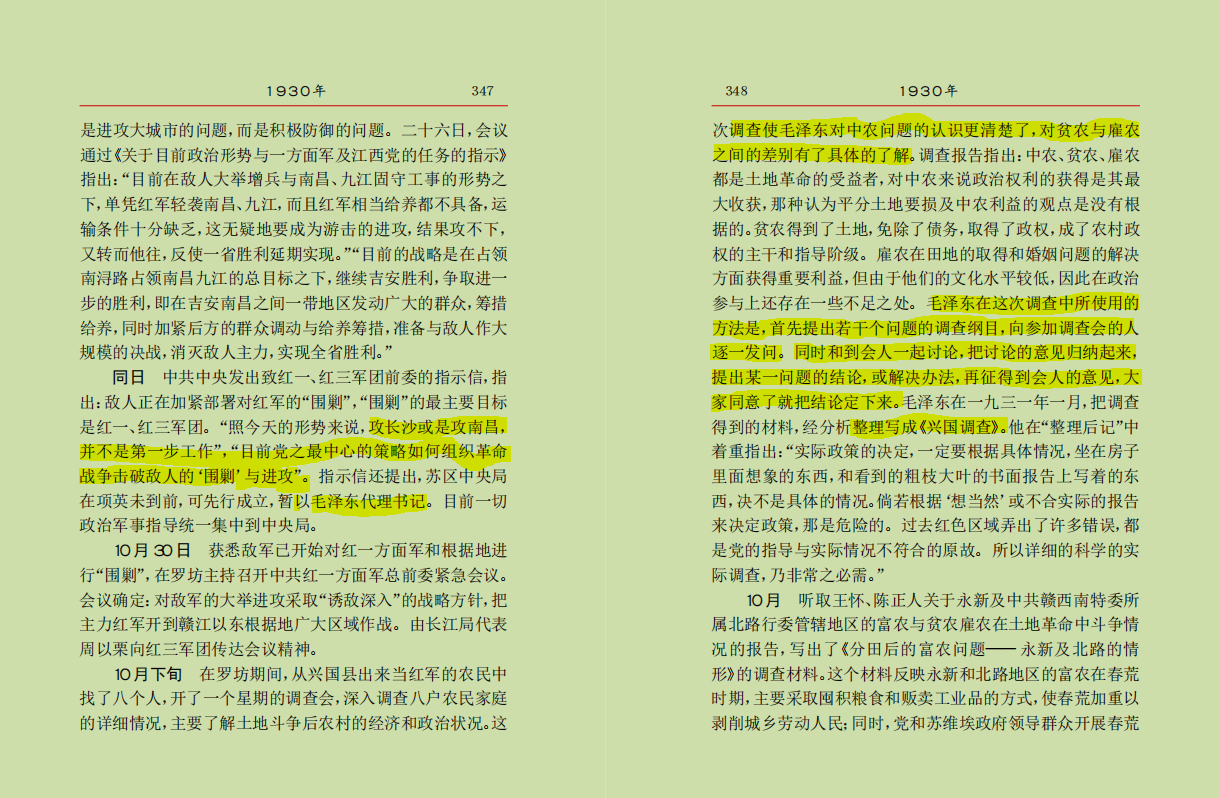 1930年 347
是进攻大城市的问题,而是积极防御的问题。二十六日,会议
通过《关于目前政治形势与一方面军及江西党的任务的指示》
指出:“目前在敌人大举增兵与南昌、九江固守工事的形势之
下,单凭红军轻袭南昌、九江,而且红军相当给养都不具备,运
输条件十分缺乏,这无疑地要成为游击的进攻,结果攻不下,
又转而他往,反使一省胜利延期实现。”“目前的战略是在占领
南浔路占领南昌九江的总目标之下,继续吉安胜利,争取进一
步的胜利,即在吉安南昌之间一带地区发动广大的群众,筹措
给养,同时加紧后方的群众调动与给养筹措,准备与敌人作大
规模的决战,消灭敌人主力,实现全省胜利。”
同日 中共中央发出致红一、红三军团前委的指示信,指
出:敌人正在加紧部署对红军的“围剿”,“围剿”的最主要目标
是红一、红三军团。“照今天的形势来说,攻长沙或是攻南昌,
并不是第一步工作”,“目前党之最中心的策略如何组织革命
战争击破敌人的‘围剿’与进攻”。指示信还提出,苏区中央局
在项英未到前,可先行成立,暂以毛泽东代理书记。目前一切
政治军事指导统一集中到中央局。
10月30日 获悉敌军已开始对红一方面军和根据地进
行“围剿”,在罗坊主持召开中共红一方面军总前委紧急会议。
会议确定:对敌军的大举进攻采取“诱敌深入”的战略方针,把
主力红军开到赣江以东根据地广大区域作战。由长江局代表
周以栗向红三军团传达会议精神。
10月下旬 在罗坊期间,从兴国县出来当红军的农民中
找了八个人,开了一个星期的调查会,深入调查八户农民家庭
的详细情况,主要了解土地斗争后农村的经济和政治状况。这
348 1930年
次调查使毛泽东对中农问题的认识更清楚了,对贫农与雇农
之间的差别有了具体的了解。调查报告指出:中农、贫农、雇农
都是土地革命的受益者,对中农来说政治权利的获得是其最
大收获,那种认为平分土地要损及中农利益的观点是没有根
据的。贫农得到了土地,免除了债务,取得了政权,成了农村政
权的主干和指导阶级。雇农在田地的取得和婚姻问题的解决
方面获得重要利益,但由于他们的文化水平较低,因此在政治
参与上还存在一些不足之处。毛泽东在这次调查中所使用的
方法是,首先提出若干个问题的调查纲目,向参加调查会的人
逐一发问。同时和到会人一起讨论,把讨论的意见归纳起来,
提出某一问题的结论,或解决办法,再征得到会人的意见,大
家同意了就把结论定下来。毛泽东在一九三一年一月,把调查
得到的材料,经分析整理写成《兴国调查》。他在“整理后记”中
着重指出:“实际政策的决定,一定要根据具体情况,坐在房子
里面想象的东西,和看到的粗枝大叶的书面报告上写着的东
西,决不是具体的情况。倘若根据‘想当然’或不合实际的报告
来决定政策,那是危险的。过去红色区域弄出了许多错误,都
是党的指导与实际情况不符合的原故。所以详细的科学的实
际调查,乃非常之必需。”
10月 听取王怀、陈正人关于永新及中共赣西南特委所
属北路行委管辖地区的富农与贫农雇农在土地革命中斗争情
况的报告,写出了《分田后的富农问题—— 永新及北路的情
形》的调查材料。这个材料反映永新和北路地区的富农在春荒
时期,主要采取囤积粮食和贩卖工业品的方式,使春荒加重以
剥削城乡劳动人民;同时,党和苏维埃政府领导群众开展春荒